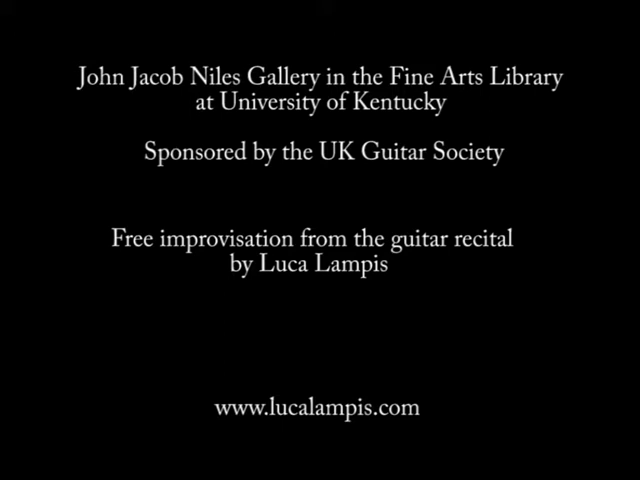 John Jacob Niles Gallery in the Fine Arts Library
at University of Kentucky
Sponsored by the UK Guitar Society
Free improvisation from the guitar recital
by Luca Lampis
www.lucalampis.com